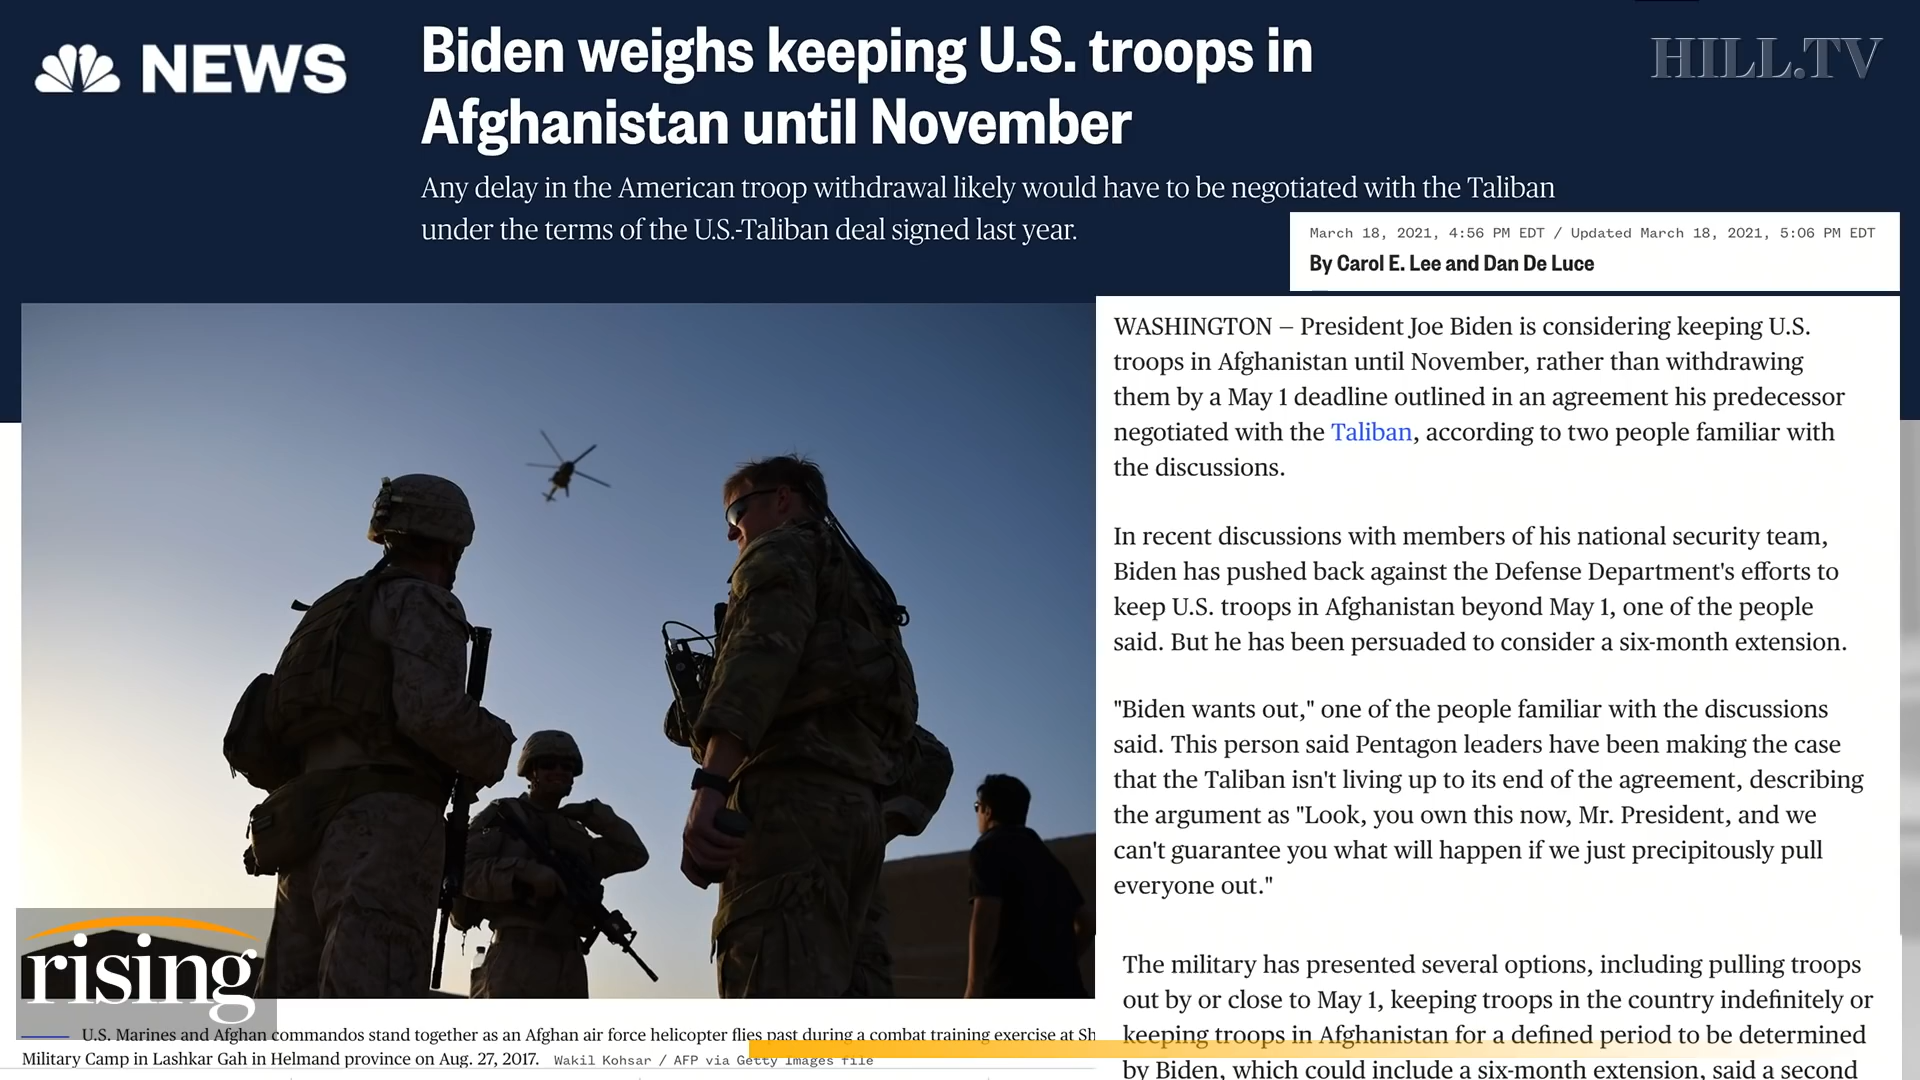 NEWS
Biden weighs keeping U.S. troops in
Afghanistan until November
HILL.TV
Any delay in the American troop withdrawal likely would have to be negotiated with the Taliban
under the terms of the U.S.-Taliban deal signed last year.
March 18, 2021, 4:56 PM EDT / Updated March 18, 2021, 5:06 PM EDT
By Carol E. Lee and Dan De Luce
WASHINGTON — President Joe Biden is considering keeping U.S.
troops in Afghanistan until November, rather than withdrawing
them by a May 1 deadline outlined in an agreement his predecessor
negotiated with the Taliban, according to two people familiar with
the discussions.
In recent discussions with members of his national security team,
Biden has pushed back against the Defense Department's efforts to
keep U.S. troops in Afghanistan beyond May 1, one of the people
said. But he has been persuaded to consider a six-month extension.
"Biden wants out," one of the people familiar with the discussions
said. This person said Pentagon leaders have been making the case
that the Taliban isn't living up to its end of the agreement, describing
the argument as "Look, you own this now, Mr. President, and we
can't guarantee you what will happen if we just precipitously pull
everyone out."
The military has presented several options, including pulling troops
out by or close to May 1, keeping troops in the country indefinitely or
keeping troops in Afghanistan for a defined period to be determined
by Biden, which could include a six-month extension, said a second
rising
U.S. Marines and Afghan commandos stand together as an Afghan air force helicopter flies past during a combat training exercise at Sh
Military Camp in Lashkar Gah in Helmand province on Aug. 27, 2017. Wakil Kohsar / AFP via Getty Images file